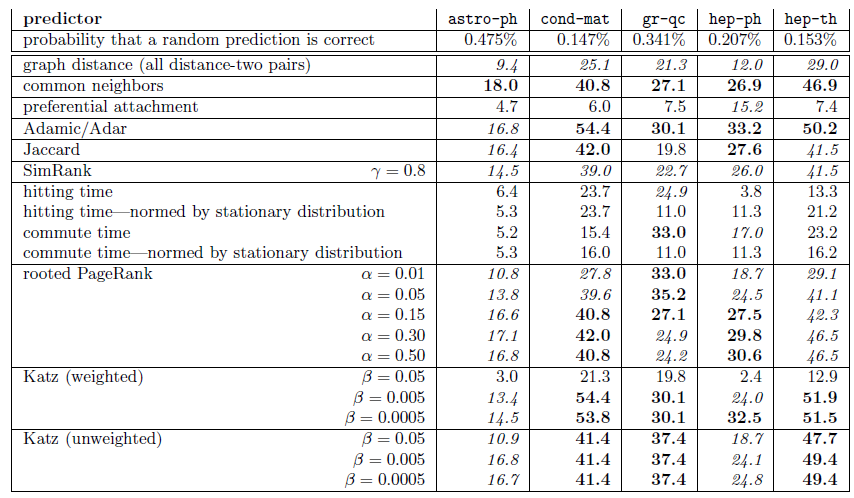 predictor astro-ph cond-mat gr-qc hep-ph hep-th
probability that a random prediction is correct 0.475% 0.147% 0.341% 0.207% 0.153%
graph distance (all distance-two pairs) 9.4 25.1 21.3 12.0 29.0
common neighbors 18.0 40.8 27.1 26.9 46.9
preferential attachment 4.7 6.0 7.5 15.2 7.4
Adamic/Adar 16.8 54.4 30.1 33.2 50.2
Jaccard 16.4 42.0 19.8 27.6 41.5
SimRank γ = 0.8 14.5 39.0 22.7 26.0 41.5
hitting time 6.4 23.7 24.9 3.8 13.3
hitting time—normed by stationary distribution 5.3 23.7 11.0 11.3 21.2
commute time 5.2 15.4 33.0 17.0 23.2
commute time—normed by stationary distribution 5.3 16.0 11.0 11.3 16.2
rooted PageRank α = 0.01 10.8 27.8 33.0 18.7 29.1
α = 0.05 13.8 39.6 35.2 24.5 41.1
α = 0.15 16.6 40.8 27.1 27.5 42.3
α = 0.30 17.1 42.0 24.9 29.8 46.5
α = 0.50 16.8 40.8 24.2 30.6 46.5
Katz (weighted) β = 0.05 3.0 21.3 19.8 2.4 12.9
β = 0.005 13.4 54.4 30.1 24.0 51.9
β = 0.0005 14.5 53.8 30.1 32.5 51.5
Katz (unweighted) β = 0.05 10.9 41.4 37.4 18.7 47.7
β = 0.005 16.8 41.4 37.4 24.1 49.4
β = 0.0005 16.7 41.4 37.4 24.8 49.4